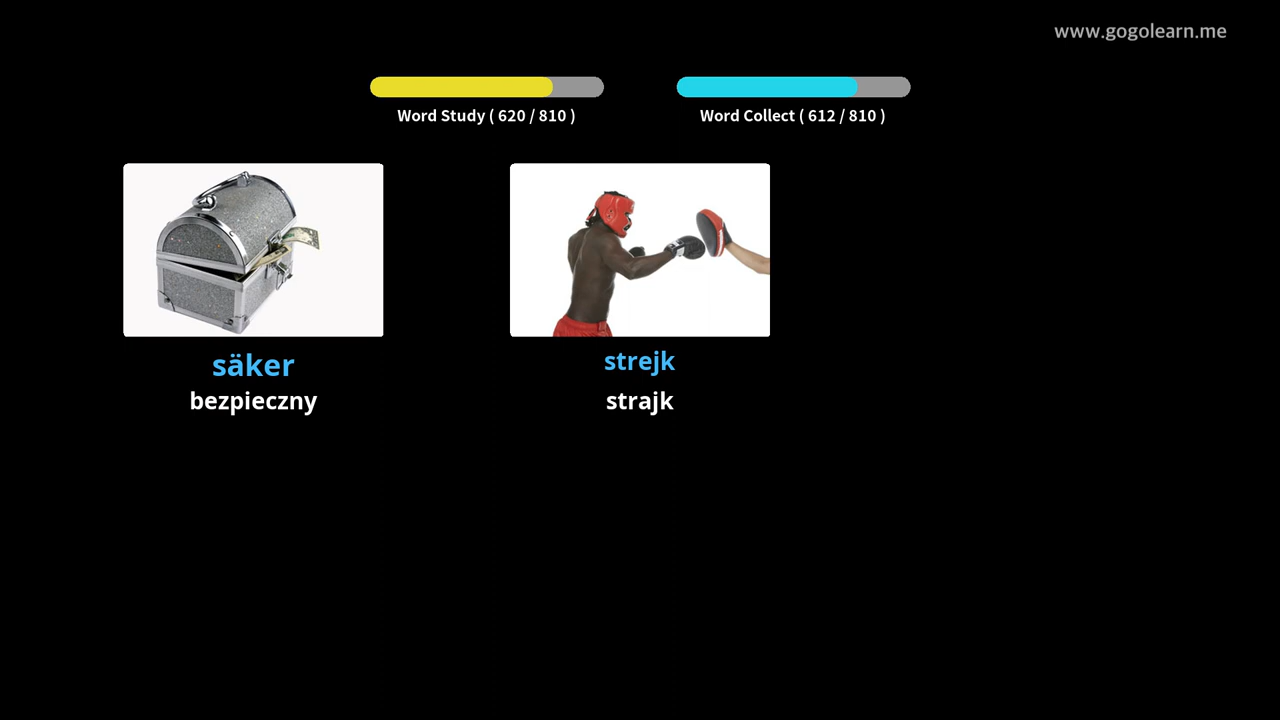 www.gogolearn.me
Word Study ( 620 / 810 )
Word Collect ( 612 / 810 )
säker
bezpieczny
strejk
strajk